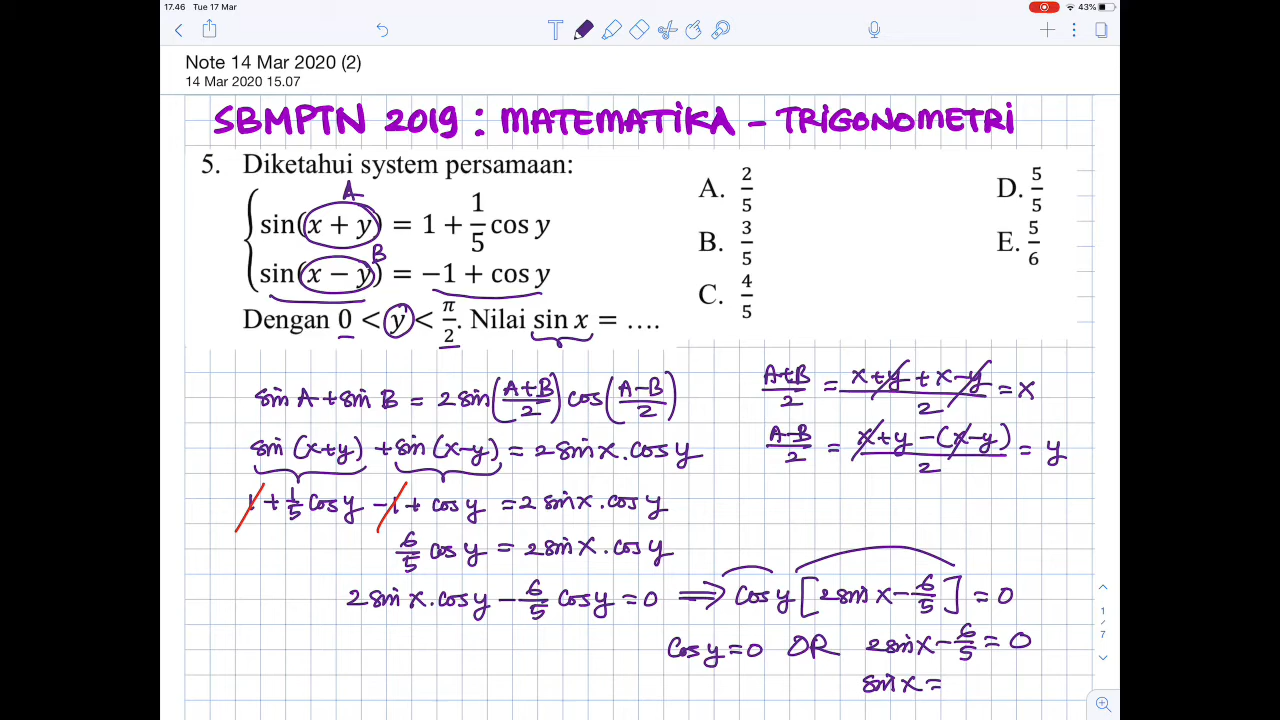 17.46 Tue 17 Mar
43%
Note 14 Mar 2020 (2)
14 Mar 2020 15.07
SBMPTN 2019 : MATEMATIKA - TRIGONOMETRI
5. Diketahui system persamaan:
A
sin(x + y) = 1 + 1/5 cos y
B
sin(x − y) = −1 + cos y
Dengan 0 < y < π/2. Nilai sin x = ….
A. 2/5
B. 3/5
C. 4/5
D. 5/5
E. 5/6
sin A + sin B = 2 sin (A+B/2) cos (A−B/2)
sin (x+y) + sin (x−y) = 2 sin x . cos y
1 + 1/5 cos y − 1 + cos y = 2 sin x . cos y
6/5 cos y = 2 sin x . cos y
2 sin x . cos y − 6/5 cos y = 0 ⟹ cos y [2 sin x − 6/5] = 0
cos y = 0 OR 2 sin x − 6/5 = 0
sin x =
A+B/2 = x+y + x−y/2 = x
A−B/2 = x+y − (x−y)/2 = y
1
7